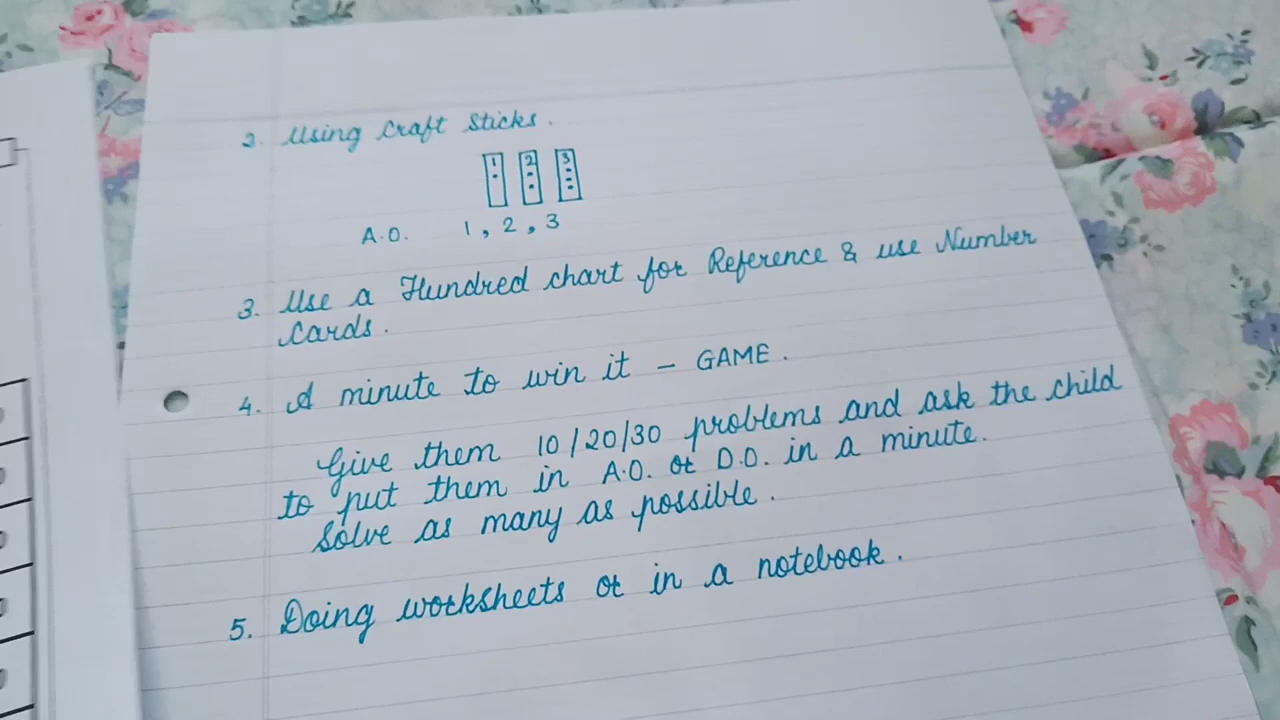 2. Using Craft Sticks.
1 2 3
A.O. 1, 2, 3
3. Use a Hundred chart for Reference & use Number
Cards.
4. A minute to win it - GAME.
Give them 10/20/30 problems and ask the child
to put them in A.O. or D.O. in a minute.
Solve as many as possible.
5. Doing worksheets or in a notebook.